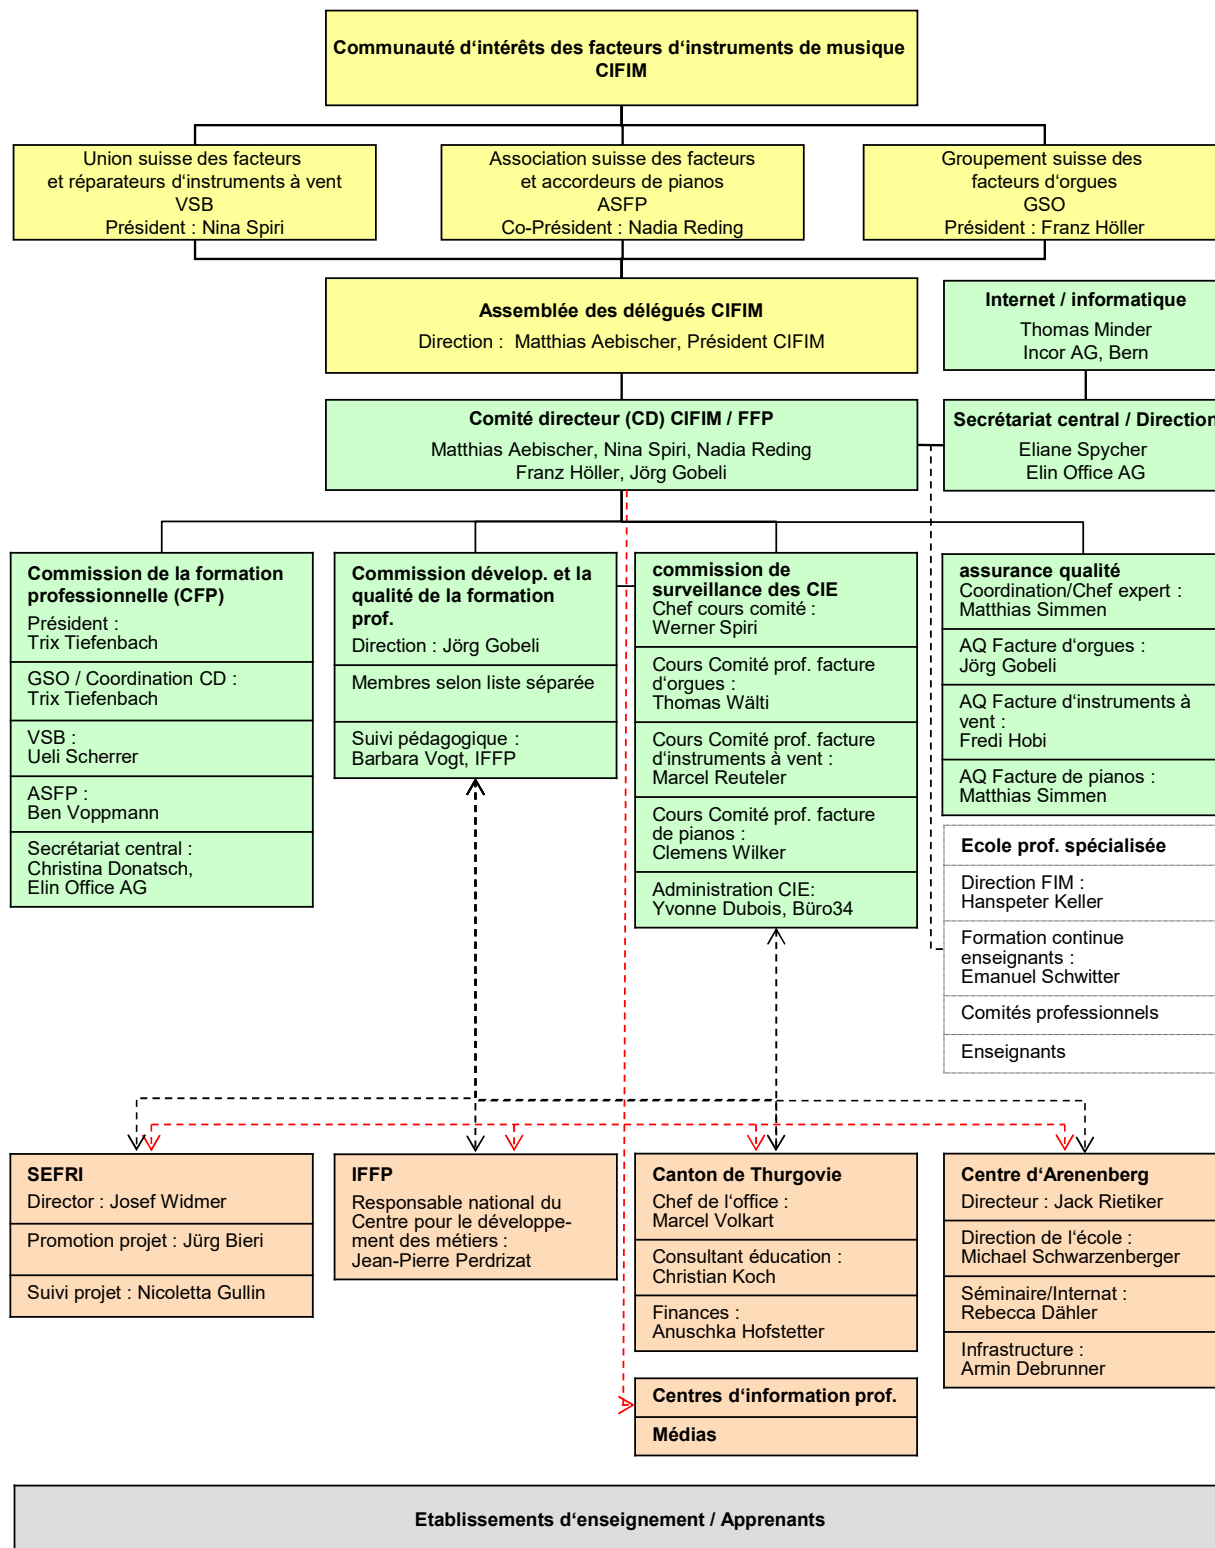 Communauté d‘intérêts des facteurs d‘instruments de musique
CIFIM
Union suisse des facteurs
et réparateurs d‘instruments à vent
VSB
Président : Nina Spiri
Association suisse des facteurs
et accordeurs de pianos
ASFP
Co-Président : Nadia Reding
Groupement suisse des
facteurs d‘orgues
GSO
Président : Franz Höller
Assemblée des délégués CIFIM
Direction : Matthias Aebischer, Président CIFIM
Internet / informatique
Thomas Minder
Incor AG, Bern
Comité directeur (CD) CIFIM / FFP
Matthias Aebischer, Nina Spiri, Nadia Reding
Franz Höller, Jörg Gobeli
Secrétariat central / Direction
Eliane Spycher
Elin Office AG
Commission de la formation
professionnelle (CFP)
Président :
Trix Tiefenbach
GSO / Coordination CD :
Trix Tiefenbach
VSB :
Ueli Scherrer
ASFP :
Ben Voppmann
Secrétariat central :
Christina Donatsch,
Elin Office AG
Commission dévelop. et la
qualité de la formation
prof.
Direction : Jörg Gobeli
Membres selon liste séparée
Suivi pédagogique :
Barbara Vogt, IFFP
commission de
surveillance des CIE
Chef cours comité :
Werner Spiri
Cours Comité prof. facture
d'orgues :
Thomas Wälti
Cours Comité prof. facture
d'instruments à vent :
Marcel Reuteler
Cours Comité prof. facture
de pianos :
Clemens Wilker
Administration CIE:
Yvonne Dubois, Büro34
assurance qualité
Coordination/Chef expert :
Matthias Simmen
AQ Facture d‘orgues :
Jörg Gobeli
AQ Facture d‘instruments à
vent :
Fredi Hobi
AQ Facture de pianos :
Matthias Simmen
Ecole prof. spécialisée
Direction FIM :
Hanspeter Keller
Formation continue
enseignants :
Emanuel Schwitter
Comités professionnels
Enseignants
SEFRI
Director : Josef Widmer
Promotion projet : Jürg Bieri
Suivi projet : Nicoletta Gullin
IFFP
Responsable national du
Centre pour le développe-
ment des métiers :
Jean-Pierre Perdrizat
Canton de Thurgovie
Chef de l‘office :
Marcel Volkart
Consultant éducation :
Christian Koch
Finances :
Anuschka Hofstetter
Centre d‘Arenenberg
Directeur : Jack Rietiker
Direction de l‘école :
Michael Schwarzenberger
Séminaire/Internat :
Rebecca Dähler
Infrastructure :
Armin Debrunner
Centres d‘information prof.
Médias
Etablissements d‘enseignement / Apprenants